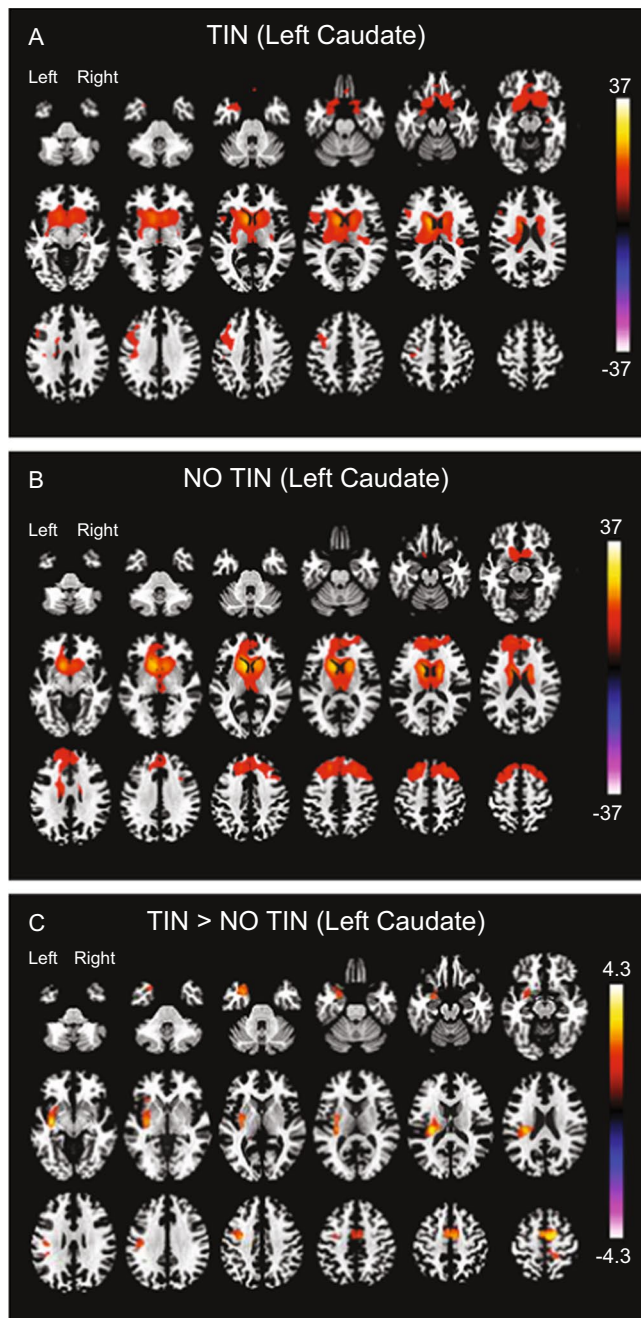 A
TIN (Left Caudate)
Left Right
37
-37
B
NO TIN (Left Caudate)
Left Right
37
-37
C
TIN > NO TIN (Left Caudate)
Left Right
4.3
-4.3